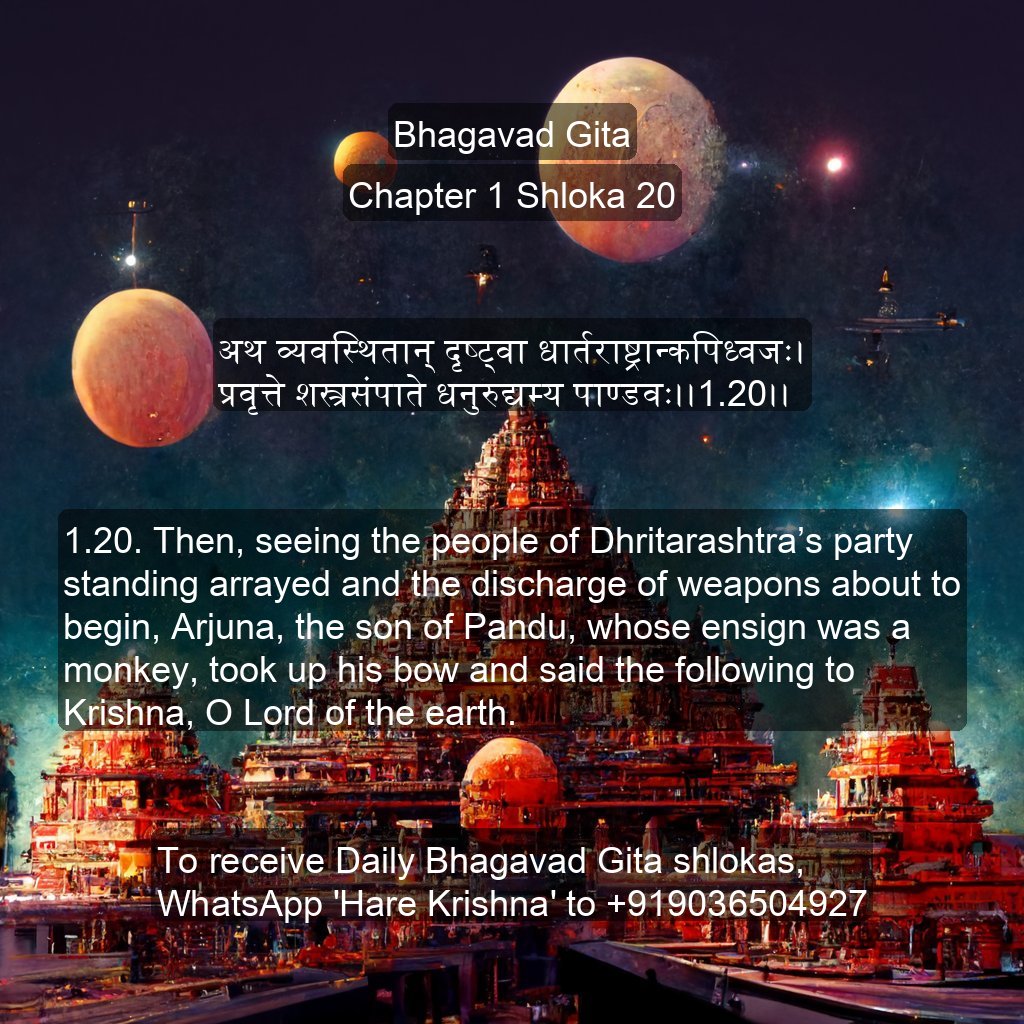 Bhagavad Gita
Chapter 1 Shloka 20
अथ व्यवस्थितान् दृष्ट्वा धार्तराष्ट्रान्कपिध्वजः।
प्रवृत्ते शस्त्रसंपाते धनुरुद्यम्य पाण्डवः।।1.20।।
1.20. Then, seeing the people of Dhritarashtra’s party
standing arrayed and the discharge of weapons about to
begin, Arjuna, the son of Pandu, whose ensign was a
monkey, took up his bow and said the following to
Krishna, O Lord of the earth.
To receive Daily Bhagavad Gita shlokas,
WhatsApp 'Hare Krishna' to +919036504927